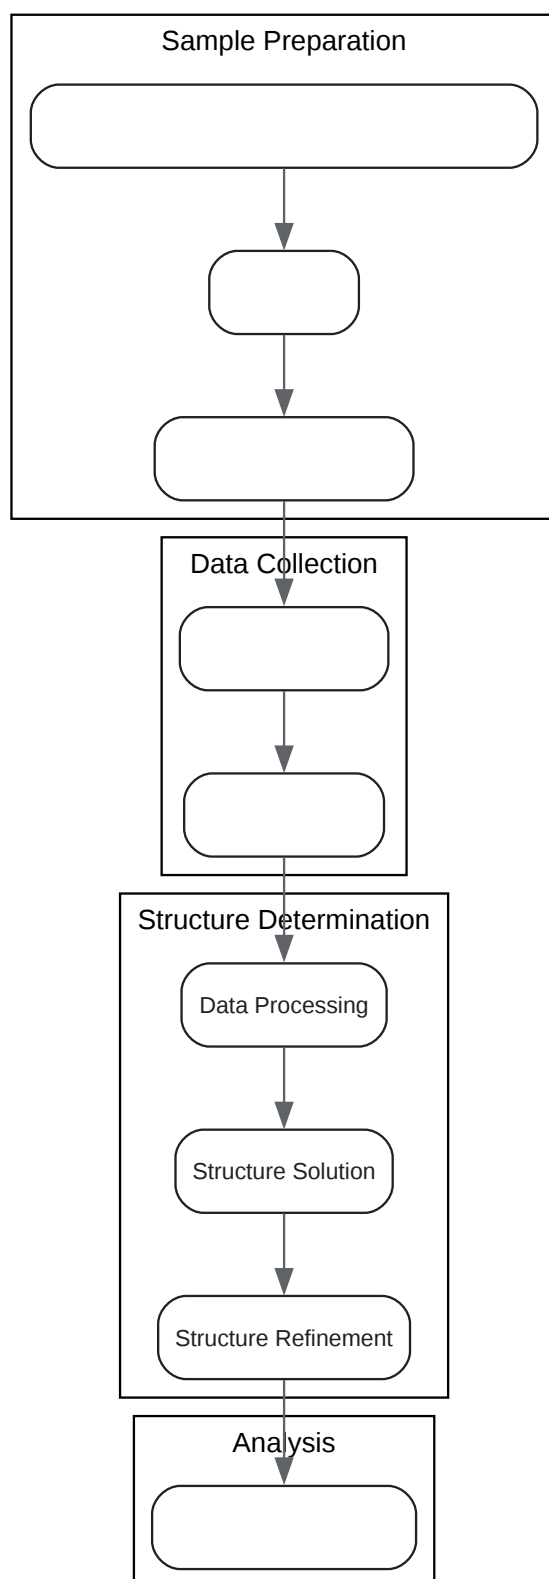 Sample Preparation
Data Collection
Structure Determination
Data Processing
Structure Solution
Structure Refinement
Analysis